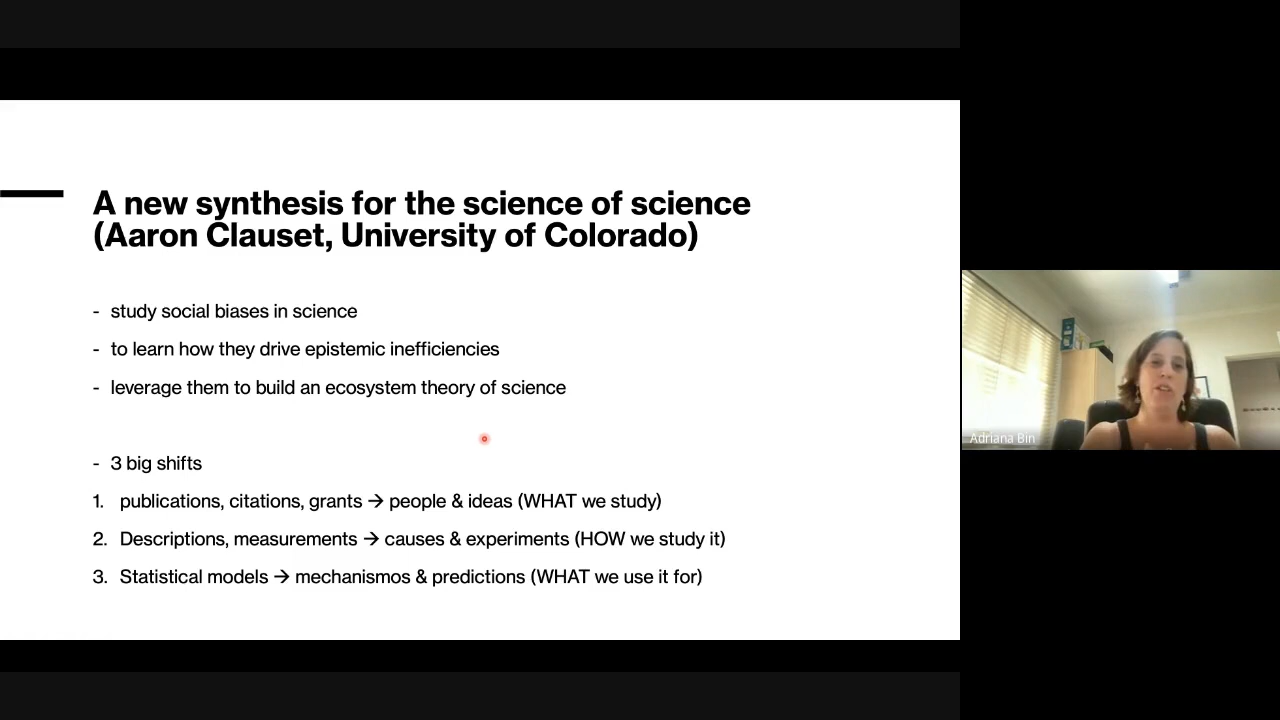 A new synthesis for the science of science
(Aaron Clauset, University of Colorado)
- study social biases in science
- to learn how they drive epistemic inefficiencies
- leverage them to build an ecosystem theory of science
- 3 big shifts
1. publications, citations, grants → people & ideas (WHAT we study)
2. Descriptions, measurements → causes & experiments (HOW we study it)
3. Statistical models → mechanismos & predictions (WHAT we use it for)
Adriana Bin